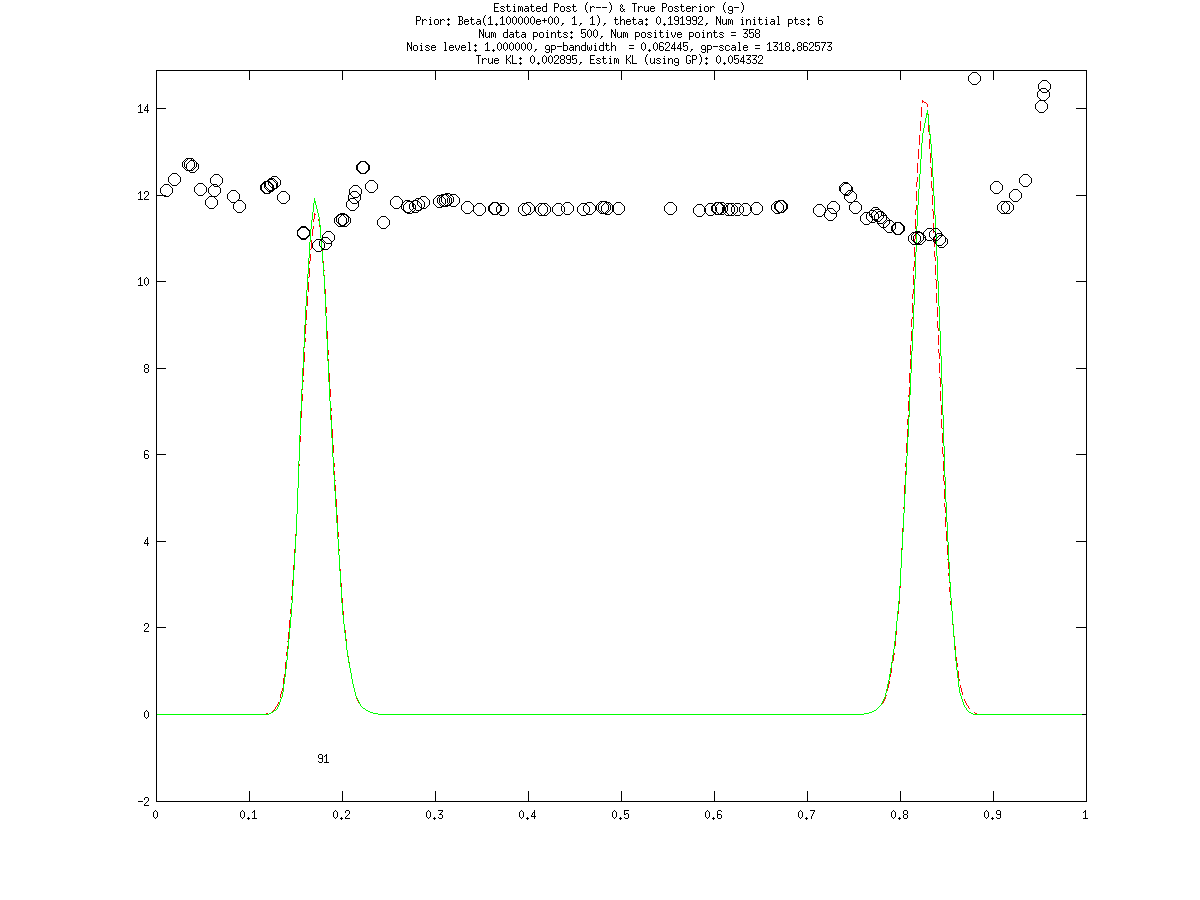 Estimated Post (r--) & True Posterior (g-)
Prior: Beta(1.100000e+00, 1, 1), theta: 0.191992, Num initial pts: 6
Num data points: 500, Num positive points = 358
Noise level: 1.000000, gp-bandwidth  = 0.062445, gp-scale = 1318.862573
True KL: 0.002895, Estim KL (using GP): 0.054332
14
12
10
8
6
4
2
0
91
-2
0 0.1 0.2 0.3 0.4 0.5 0.6 0.7 0.8 0.9 1